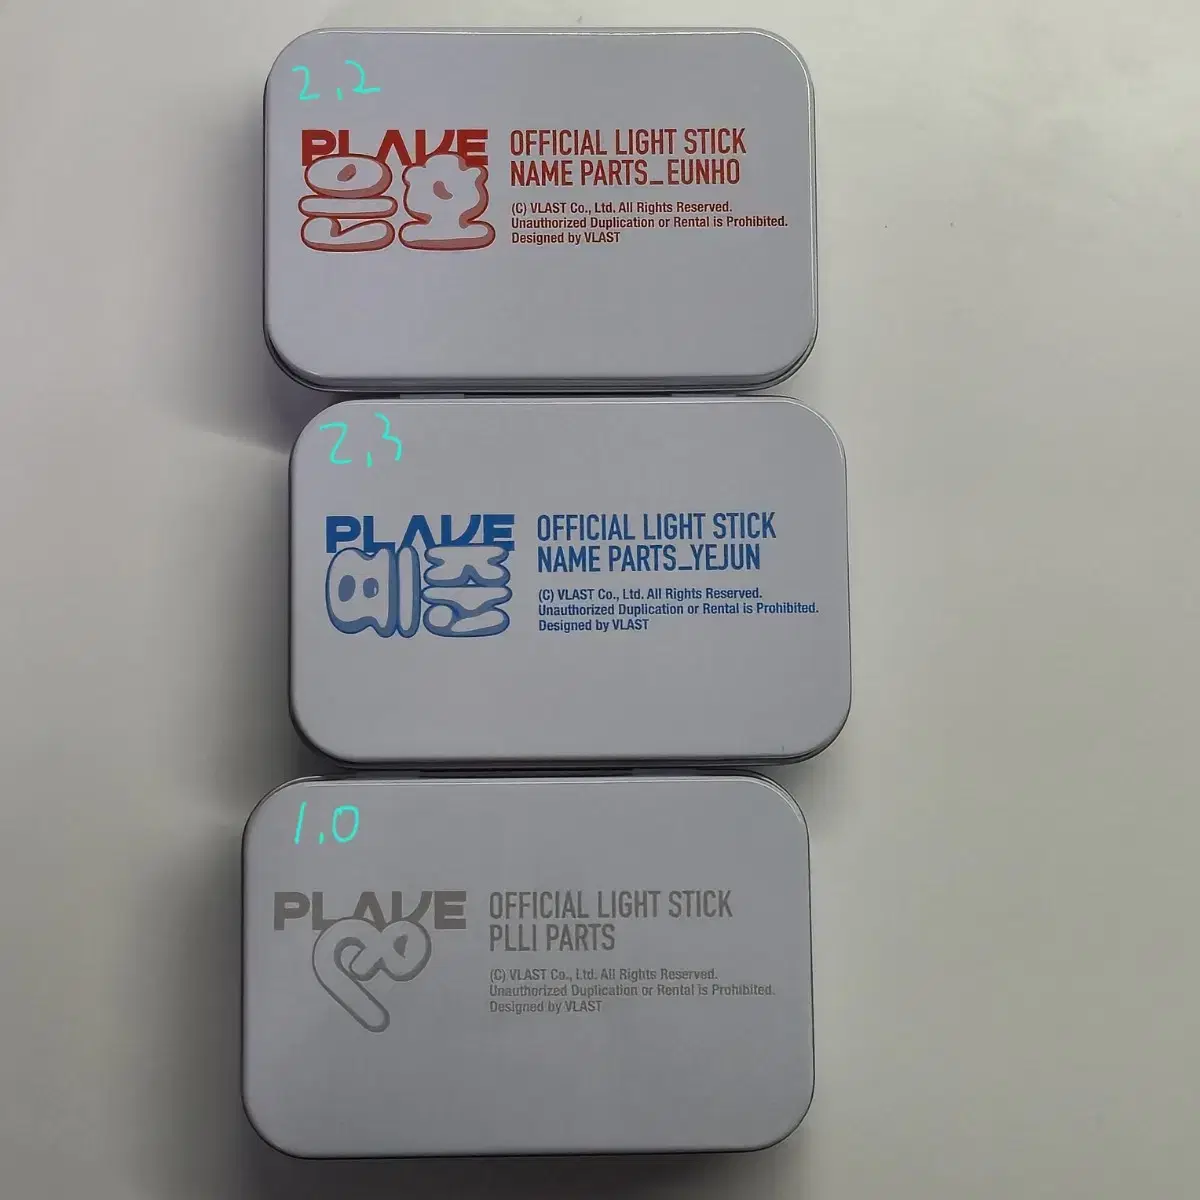 2,2
PLAVE
은호
OFFICIAL LIGHT STICK
NAME PARTS_EUNHO
(C) VLAST Co., Ltd. All Rights Reserved.
Unauthorized Duplication or Rental is Prohibited.
Designed by VLAST
2,3
PLAVE
예준
OFFICIAL LIGHT STICK
NAME PARTS_YEJUN
(C) VLAST Co., Ltd. All Rights Reserved.
Unauthorized Duplication or Rental is Prohibited.
Designed by VLAST
1,0
PLAVE
OFFICIAL LIGHT STICK
PLLI PARTS
(C) VLAST Co., Ltd. All Rights Reserved.
Unauthorized Duplication or Rental is Prohibited.
Designed by VLAST